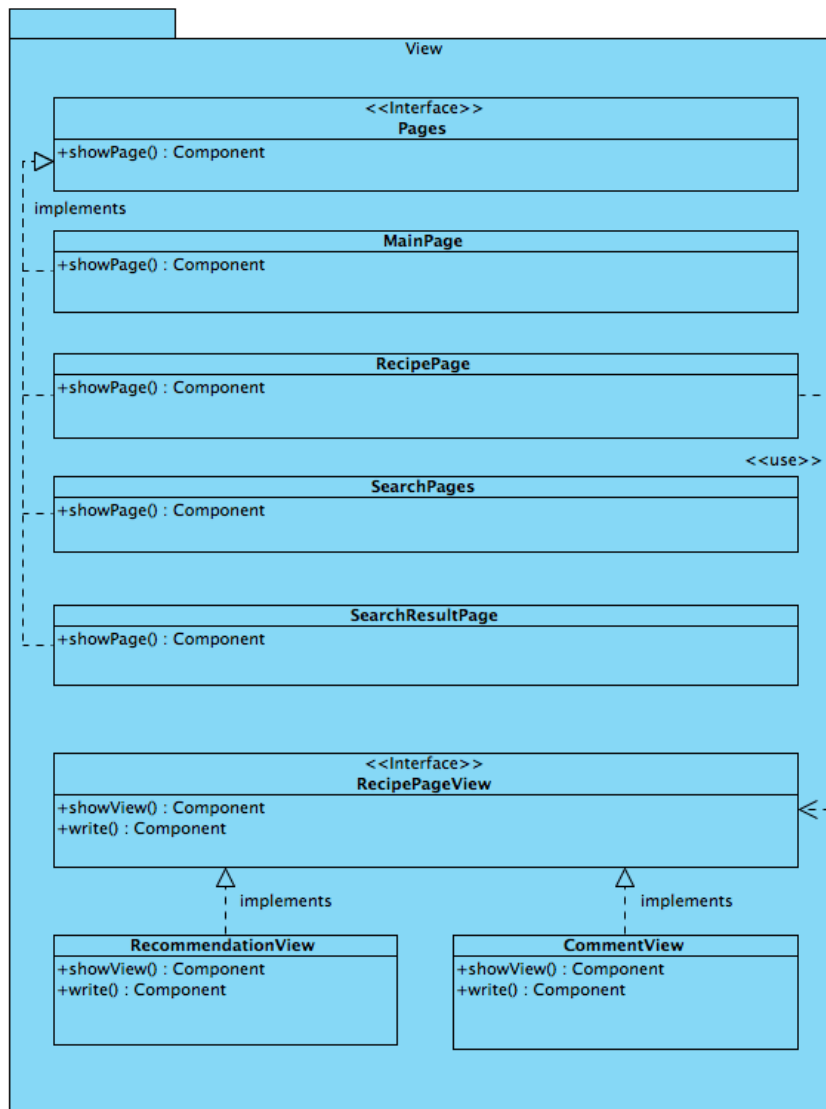 View
<<Interface>>
Pages
+showPage() : Component
implements
MainPage
+showPage() : Component
RecipePage
+showPage() : Component
<<use>>
SearchPages
+showPage() : Component
SearchResultPage
+showPage() : Component
<<Interface>>
RecipePageView
+showView() : Component
+write() : Component
implements
implements
RecommendationView
+showView() : Component
+write() : Component
CommentView
+showView() : Component
+write() : Component